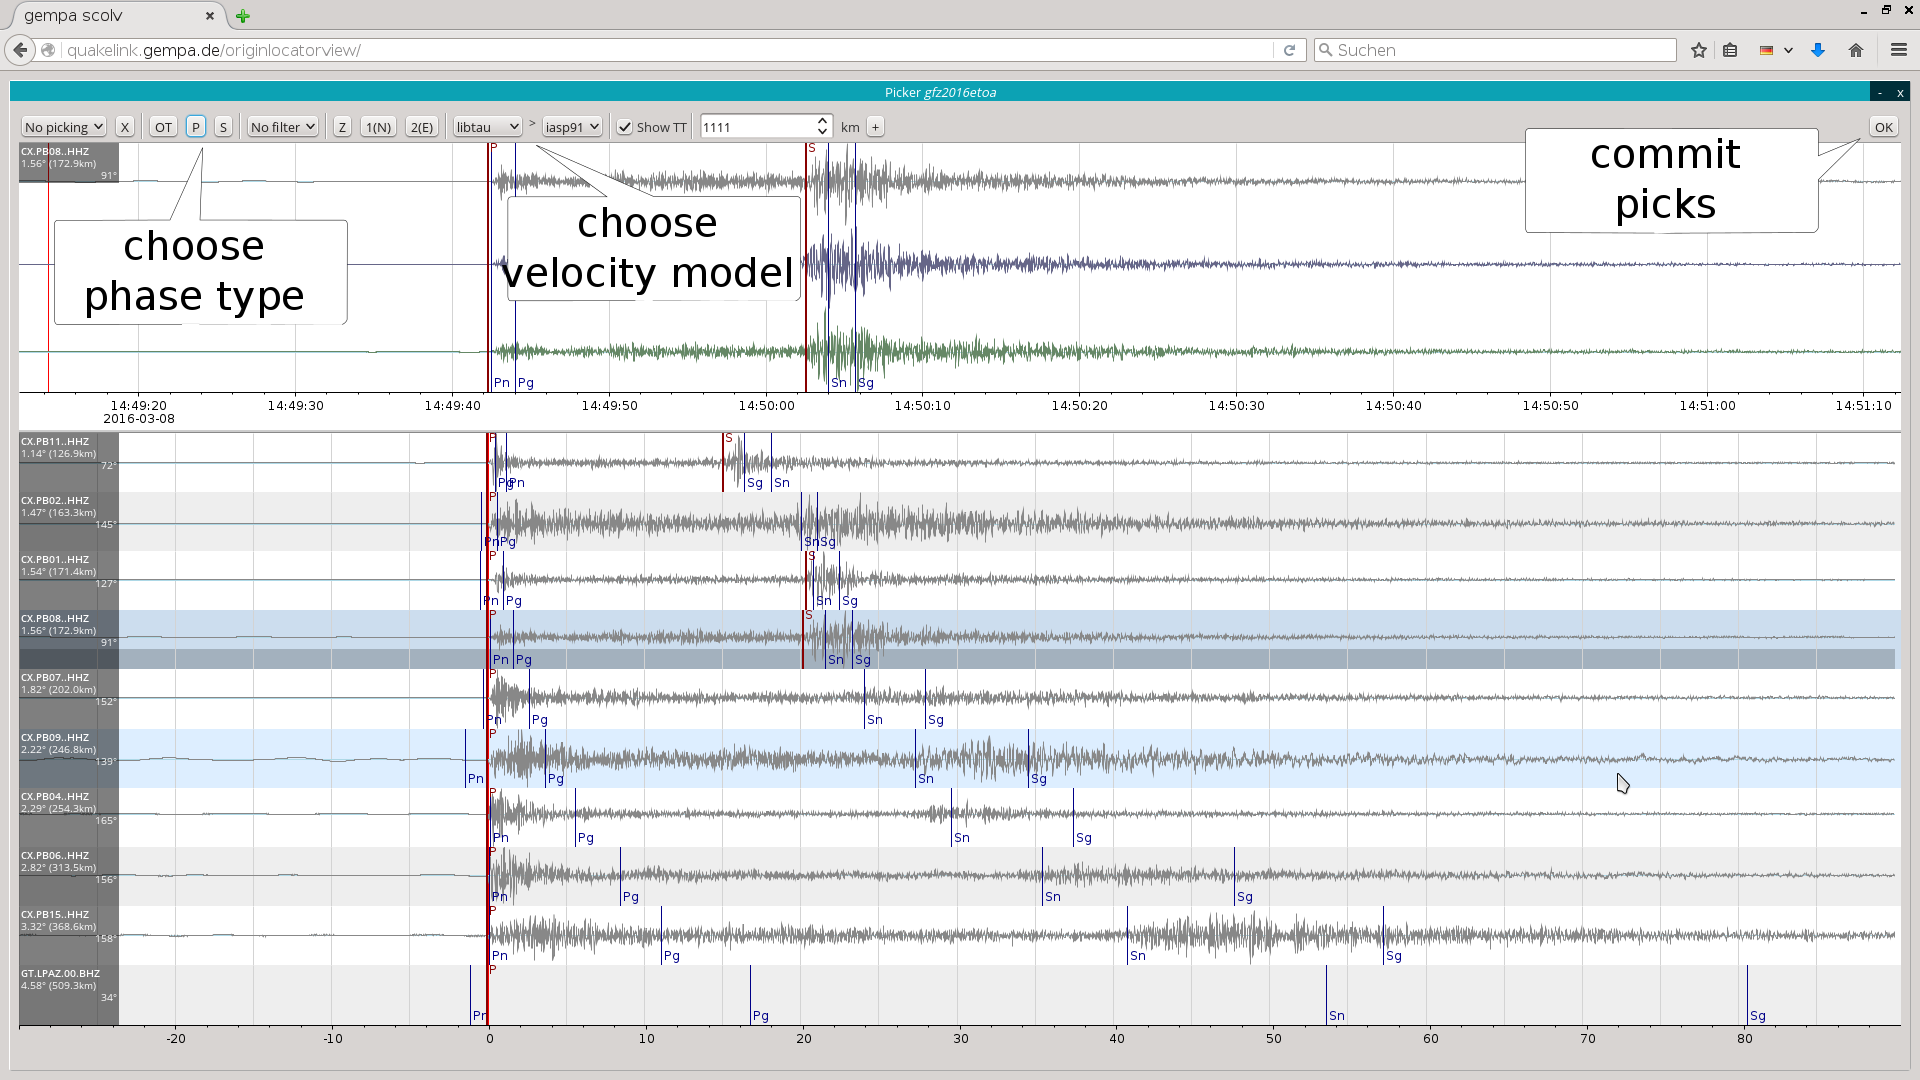 gempa scolv
quakelink.gempa.de/originlocatorview/
Suchen
Picker gfz2016etoa
- x
No picking X OT P S No filter Z 1(N) 2(E) libtau > iasp91 Show TT 1111 km + OK
CX.PB08..HHZ
1.56° (172.9km)
91°
P
S
choose
phase type
choose
velocity model
commit
picks
Pn Pg Sn Sg
14:49:20 14:49:30 14:49:40 14:49:50 14:50:00 14:50:10 14:50:20 14:50:30 14:50:40 14:50:50 14:51:00 14:51:10
2016-03-08
CX.PB11..HHZ
1.14° (126.9km)
72°
P S
Pg Pn Sg Sn
CX.PB02..HHZ
1.47° (163.3km)
145°
P
Pn Pg Sn Sg
CX.PB01..HHZ
1.54° (171.4km)
127°
P S
Pn Pg Sn Sg
CX.PB08..HHZ
1.56° (172.9km)
91°
P S
Pn Pg Sn Sg
CX.PB07..HHZ
1.82° (202.0km)
152°
P
Pn Pg Sn Sg
CX.PB09..HHZ
2.22° (246.8km)
139°
P
Pn Pg Sn Sg
CX.PB04..HHZ
2.29° (254.3km)
165°
P
Pn Pg Sn Sg
CX.PB06..HHZ
2.82° (313.5km)
156°
P
Pn Pg Sn Sg
CX.PB15..HHZ
3.32° (368.6km)
158°
P
Pn Pg Sn Sg
GT.LPAZ.00.BHZ
4.58° (509.3km)
34°
P
Pn Pg Sn Sg
-20 -10 0 10 20 30 40 50 60 70 80